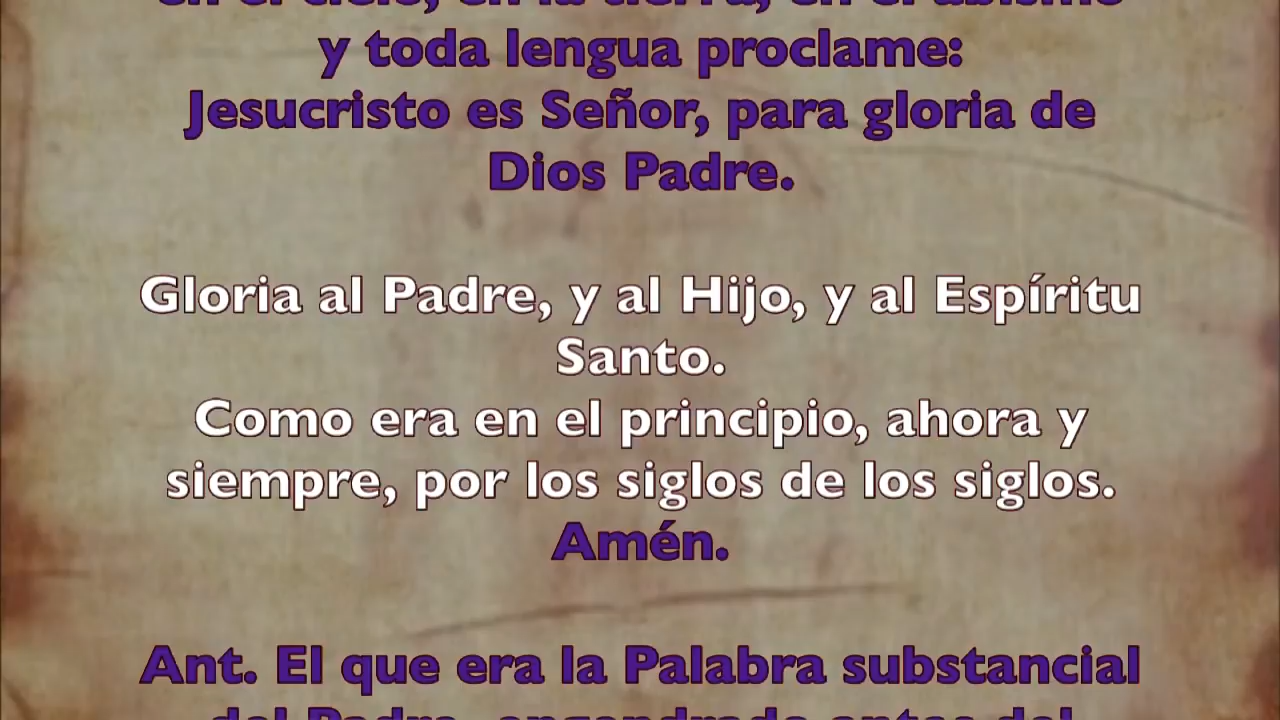 en el cielo, en la tierra, en el abismo
y toda lengua proclame:
Jesucristo es Señor, para gloria de
Dios Padre.
Gloria al Padre, y al Hijo, y al Espíritu
Santo.
Como era en el principio, ahora y
siempre, por los siglos de los siglos.
Amén.
Ant. El que era la Palabra substancial
del Padre, engendrado antes del